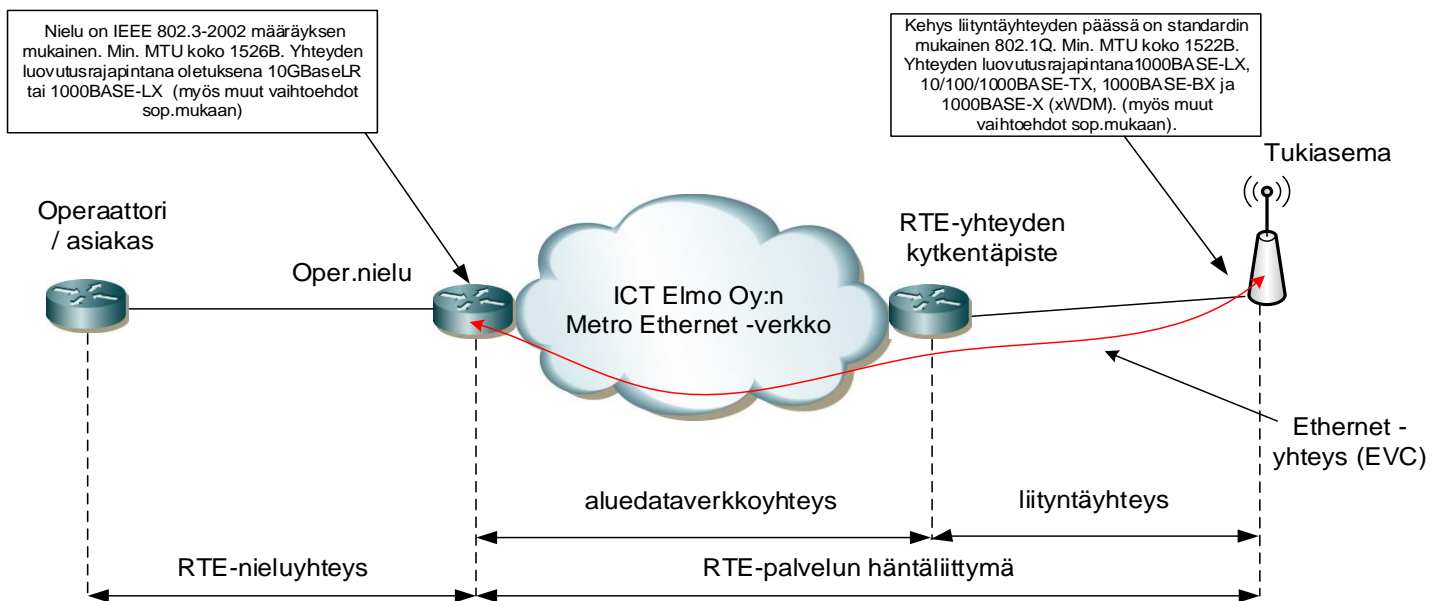 Nielu on IEEE 802.3-2002 määräyksen
mukainen. Min. MTU koko 1526B. Yhteyden
luovutusrajapintana oletuksena 10GBaseLR
tai 1000BASE-LX (myös muut vaihtoehdot
sop.mukaan)
Kehys liityntäyhteyden päässä on standardin
mukainen 802.1Q. Min. MTU koko 1522B.
Yhteyden luovutusrajapintana1000BASE-LX,
10/100/1000BASE-TX, 1000BASE-BX ja
1000BASE-X (xWDM). (myös muut
vaihtoehdot sop.mukaan).
Tukiasema
Operaattori
/ asiakas
Oper.nielu
RTE-yhteyden
kytkentäpiste
ICT Elmo Oy:n
Metro Ethernet -verkko
Ethernet -
yhteys (EVC)
aluedataverkkoyhteys
liityntäyhteys
RTE-nieluyhteys
RTE-palvelun häntäliittymä